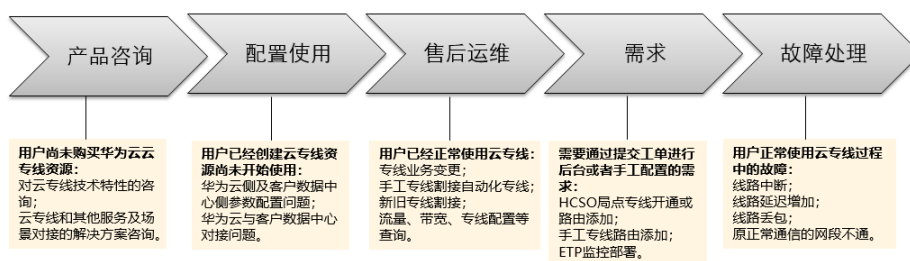 产品咨询
配置使用
售后运维
需求
故障处理
用户尚未购买华为云云
专线资源:
对云专线技术特性的咨
询;
云专线和其他服务及场
景对接的解决方案咨询。
用户已经创建云专线资
源尚未开始使用:
华为云侧及客户数据中
心侧参数配置问题;
华为云与客户数据中心
对接问题。
用户已经正常使用云专线:
专线业务变更;
手工专线割接自动化专线;
新旧专线割接;
流量、带宽、专线配置等
查询。
需要通过提交工单进行
后台或者手工配置的需
求:
HCSO局点专线开通或
路由添加;
手工专线路由添加;
ETP监控部署。
用户正常使用云专线过程
中的故障:
线路中断;
线路延迟增加;
线路丢包;
原正常通信的网段不通。